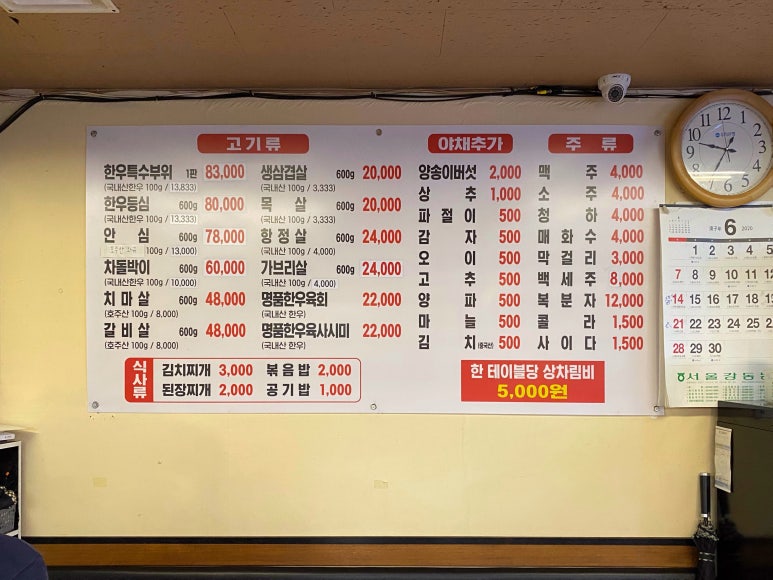 고기류
한우특수부위 1판 83,000
(국내산한우 100g / 13,833)
한우등심 600g 80,000
(국내산한우 100g / 13,333)
안심 600g 78,000
100g / 13,000)
차돌박이 600g 60,000
(국내산한우 100g / 10,000)
치마살 600g 48,000
(호주산 100g / 8,000)
갈비살 600g 48,000
(호주산 100g / 8,000)
생삼겹살 600g 20,000
(국내산 100g / 3,333)
목살 600g 20,000
(국내산 100g / 3,333)
항정살 600g 24,000
(국내산 100g / 4,000)
가브리살 600g 24,000
(국내산 100g / 4,000)
명품한우육회 22,000
(국내산 한우)
명품한우육사시미 22,000
(국내산 한우)
야채추가
양송이버섯 2,000
상추 1,000
파절이 500
감자 500
오이 500
고추 500
양파 500
마늘 500
김치(중국산) 500
주류
맥주 4,000
소주 4,000
청하 4,000
매화수 4,000
막걸리 3,000
백세주 8,000
복분자 12,000
콜라 1,500
사이다 1,500
식사류
김치찌개 3,000 볶음밥 2,000
된장찌개 2,000 공기밥 1,000
한 테이블당 상차림비
5,000원
12
1
2
3
4
5
6
7
8
9
10
11
6 2020
1 2 3 4 5
7 8 9 10 11 12
14 15 16 17 18 19
21 22 23 24 25 2
28 29 30
서울강동농